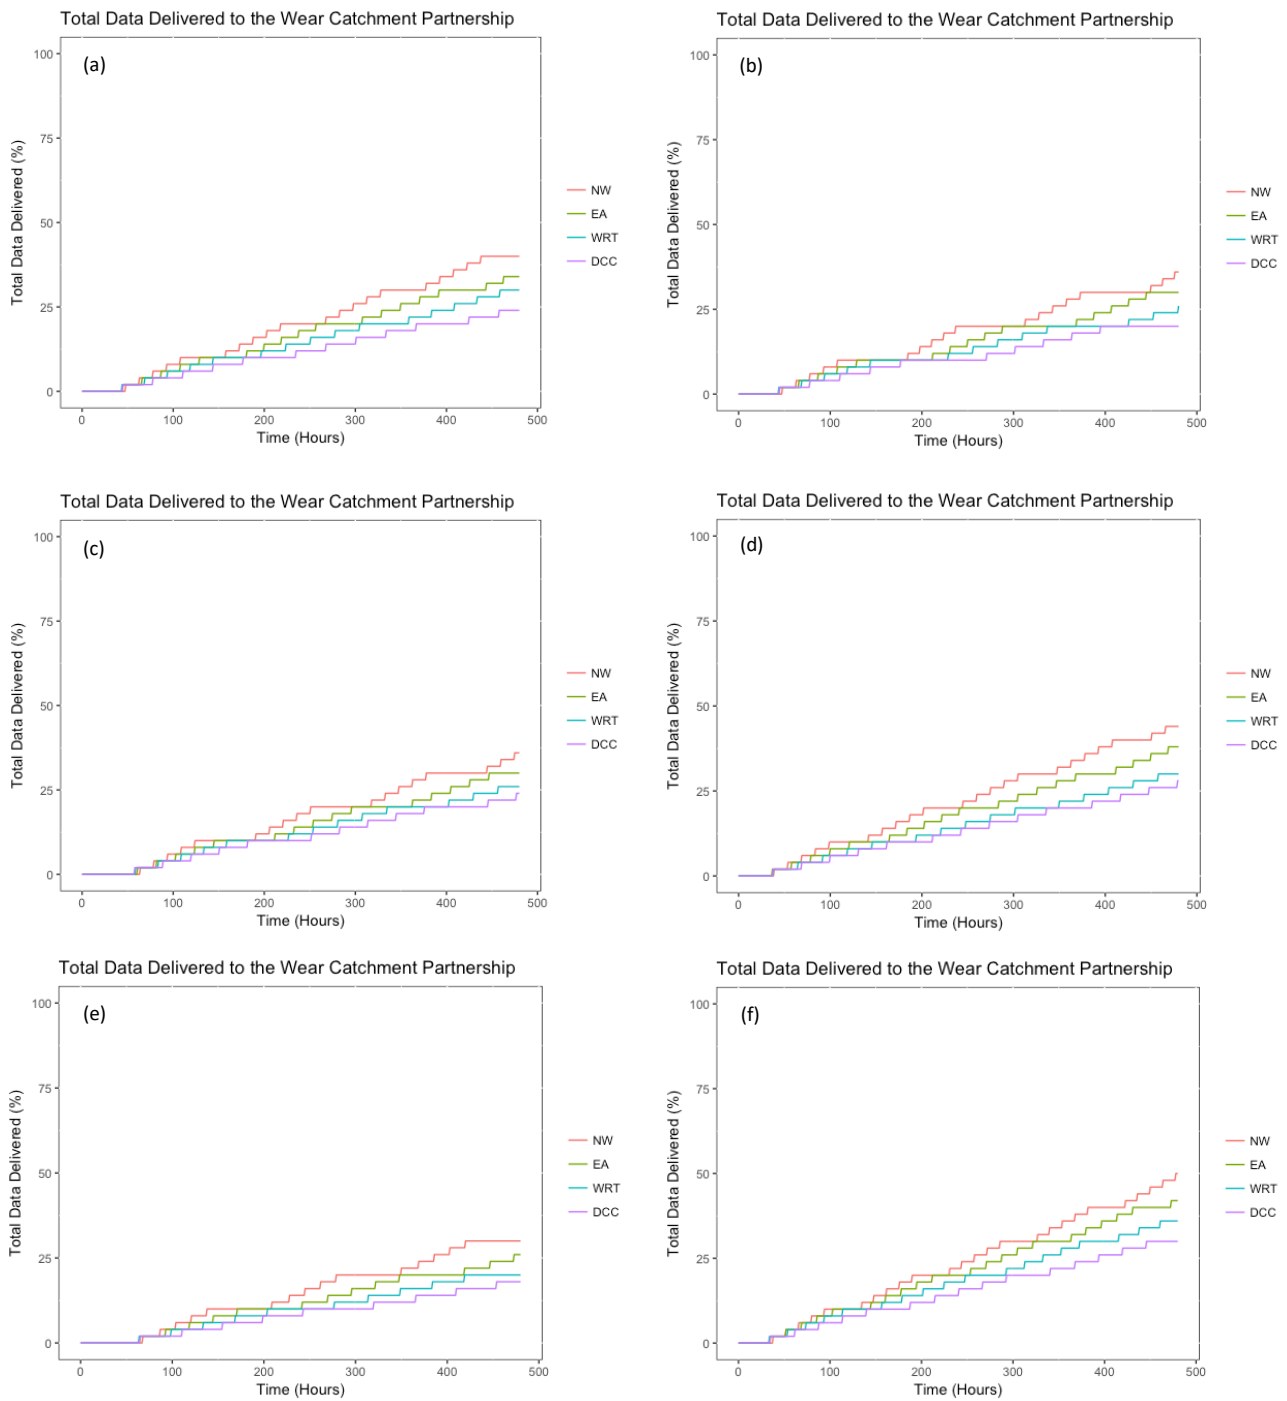 Total Data Delivered to the Wear Catchment Partnership
(a)
100
75
50
25
0
Total Data Delivered (%)
0 100 200 300 400 500
Time (Hours)
NW
EA
WRT
DCC
Total Data Delivered to the Wear Catchment Partnership
(b)
100
75
50
25
0
Total Data Delivered (%)
0 100 200 300 400 500
Time (Hours)
NW
EA
WRT
DCC
Total Data Delivered to the Wear Catchment Partnership
(c)
100
75
50
25
0
Total Data Delivered (%)
0 100 200 300 400 500
Time (Hours)
NW
EA
WRT
DCC
Total Data Delivered to the Wear Catchment Partnership
(d)
100
75
50
25
0
Total Data Delivered (%)
0 100 200 300 400 500
Time (Hours)
NW
EA
WRT
DCC
Total Data Delivered to the Wear Catchment Partnership
(e)
100
75
50
25
0
Total Data Delivered (%)
0 100 200 300 400 500
Time (Hours)
NW
EA
WRT
DCC
Total Data Delivered to the Wear Catchment Partnership
(f)
100
75
50
25
0
Total Data Delivered (%)
0 100 200 300 400 500
Time (Hours)
NW
EA
WRT
DCC